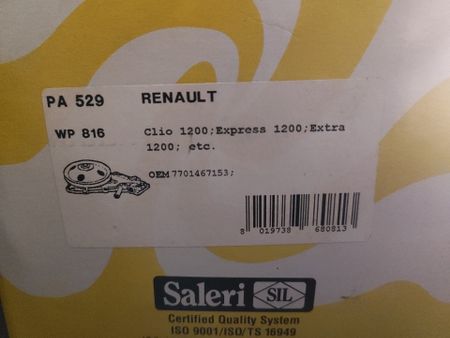 PA 529 RENAULT
WP 816 Clio 1200;Express 1200;Extra
1200; etc.
OEM 7701467153;
8 019738 680813
Saleri SIL
Certified Quality System
ISO 9001/ISO/TS 16949